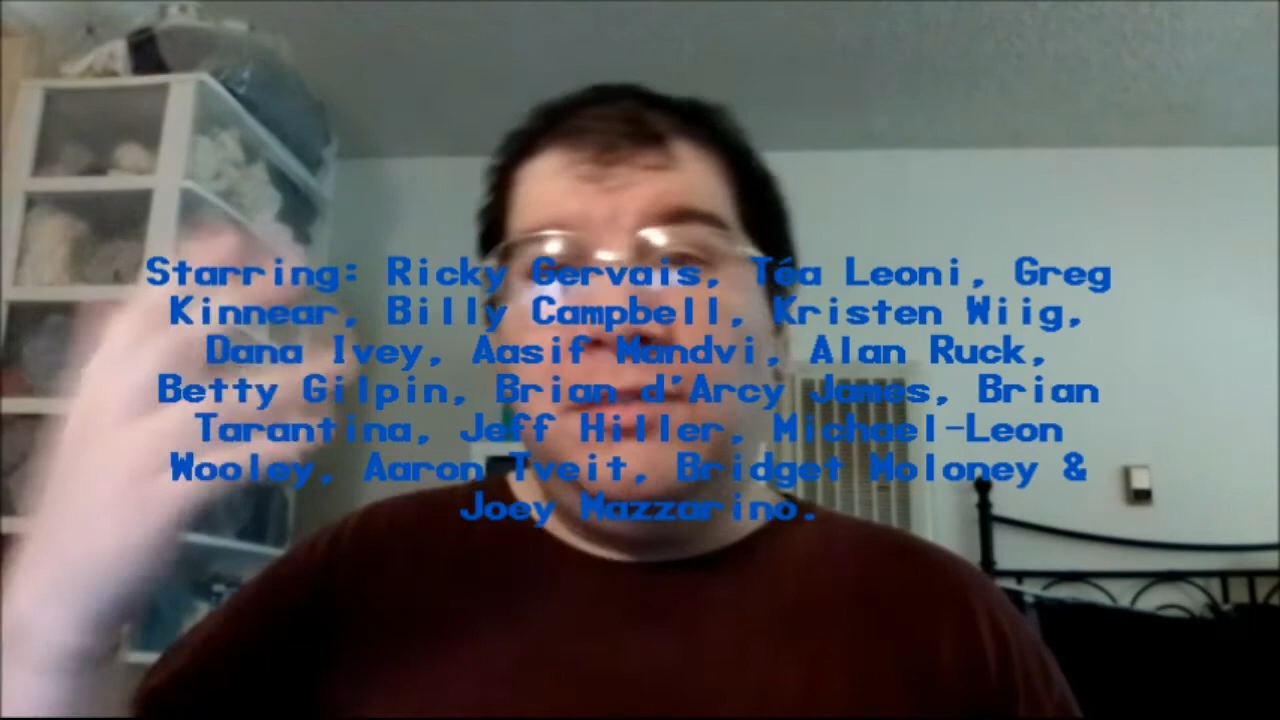 Starring: Ricky Gervais, Téa Leoni, Greg
Kinnear, Billy Campbell, Kristen Wiig,
Dana Ivey, Aasif Mandvi, Alan Ruck,
Betty Gilpin, Brian d'Arcy James, Brian
Tarantina, Jeff Hiller, Michael-Leon
Wooley, Aaron Tveit, Bridget Moloney &
Joey Mazzarino.